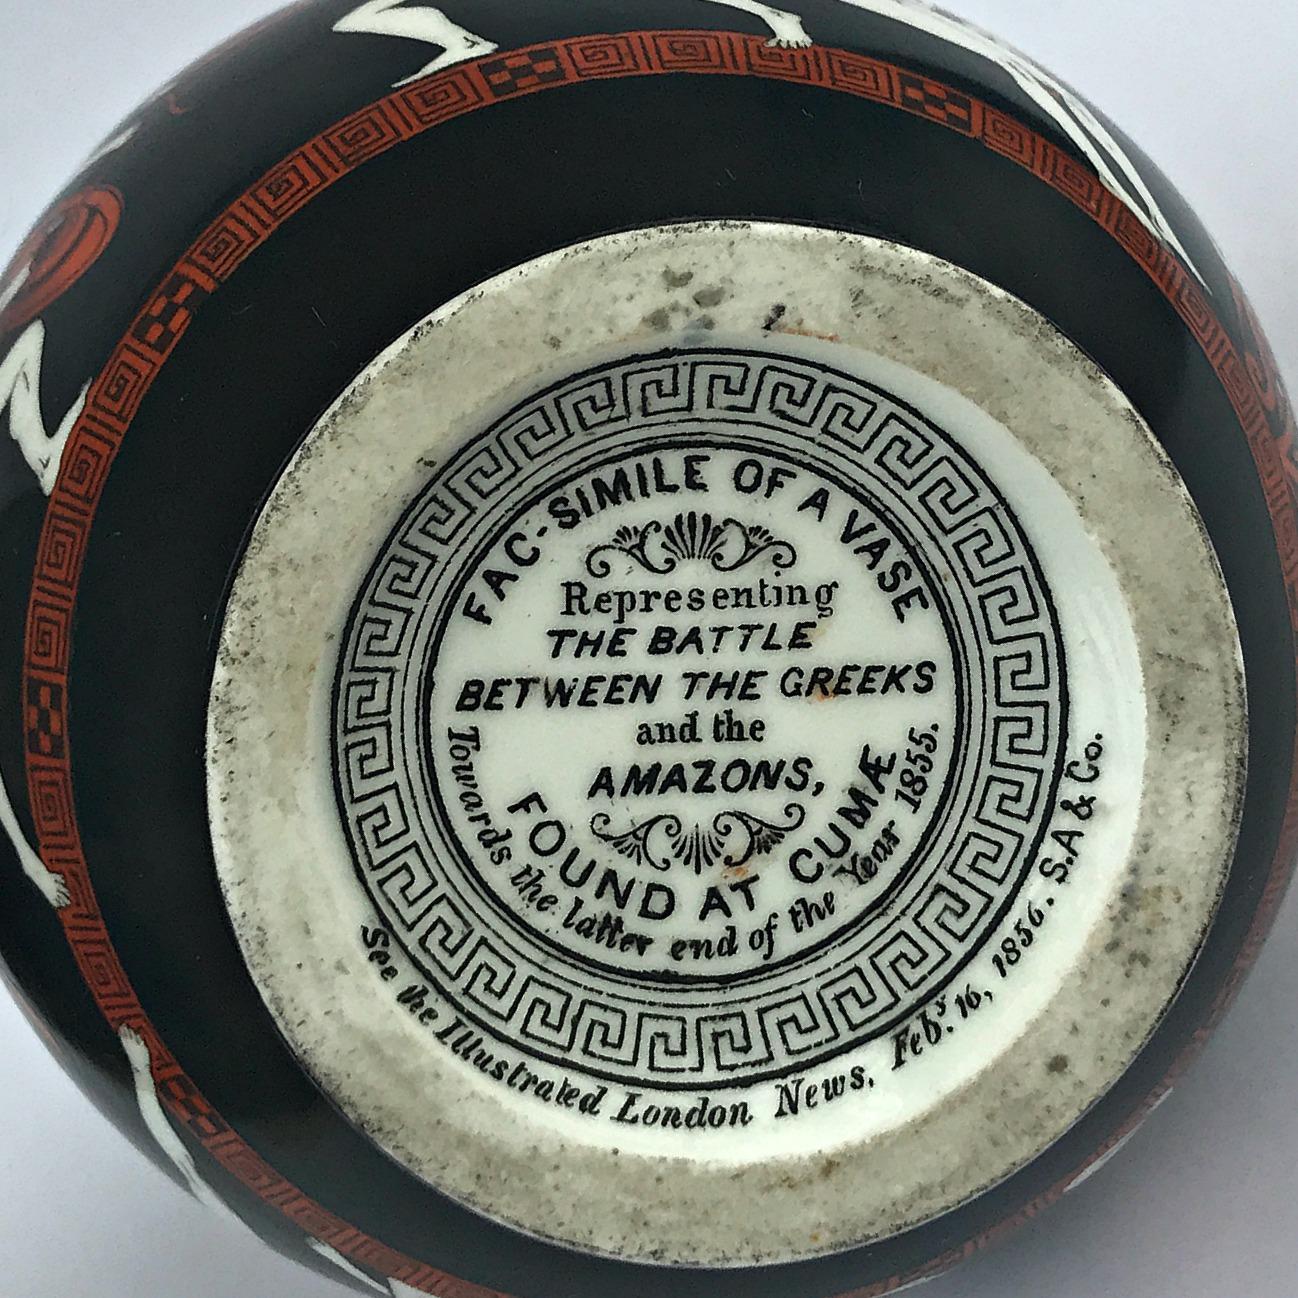 FAC-SIMILE OF A VASE
Representing
THE BATTLE
BETWEEN THE GREEKS
and the
AMAZONS,
FOUND AT CUMÆ
Towards the latter end of the Year 1855.
See the Illustrated London News, Feby. 16, 1856. S.A & Co.